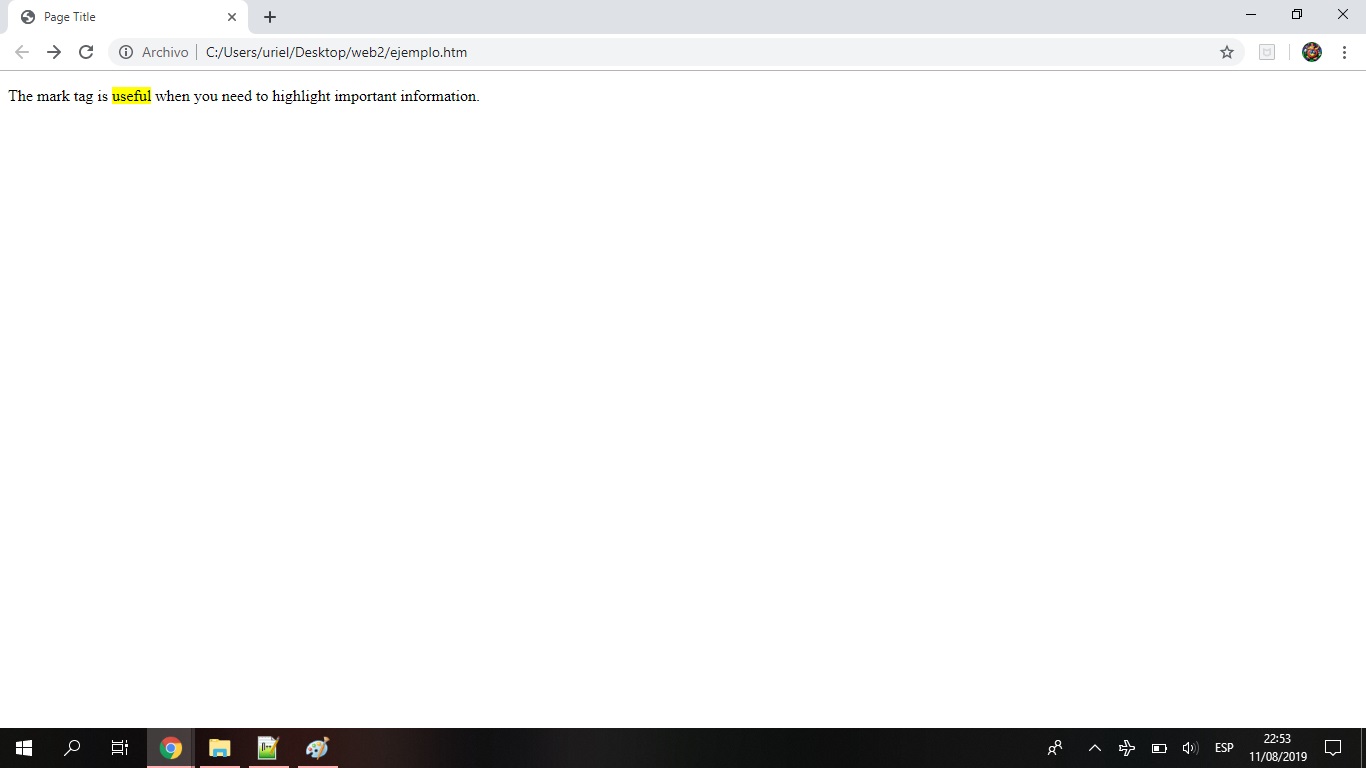 Page Title
Archivo C:/Users/uriel/Desktop/web2/ejemplo.htm
The mark tag is useful when you need to highlight important information.
ESP
22:53
11/08/2019